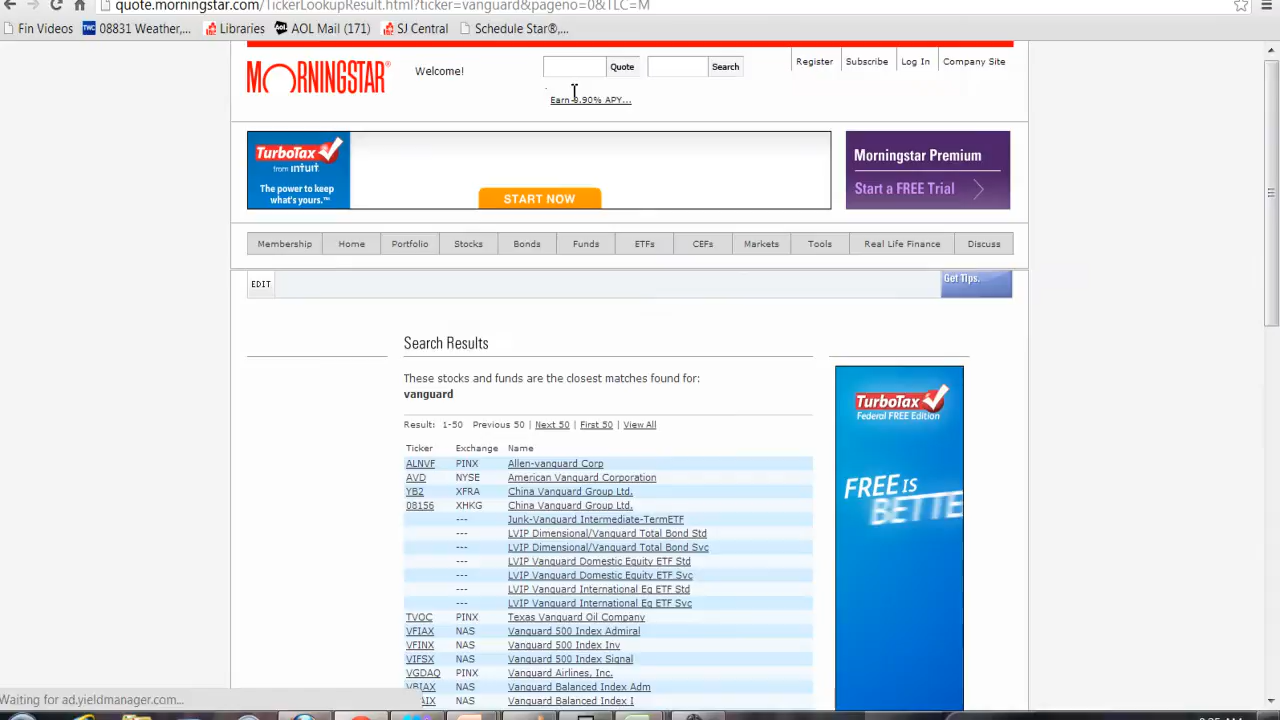 quote.morningstar.com/TickerLookupResult.html?ticker=vanguard&pageno=0&TLC=M
Fin Videos 08831 Weather,... Libraries AOL Mail (171) SJ Central Schedule Star®,...
MORNINGSTAR® Welcome! Quote Search Register Subscribe Log In Company Site
Earn 0.90% APY...
TurboTax
from intuit
The power to keep
what's yours.™
START NOW
Morningstar Premium
Start a FREE Trial
Membership Home Portfolio Stocks Bonds Funds ETFs CEFs Markets Tools Real Life Finance Discuss
EDIT
Get Tips.
Search Results
These stocks and funds are the closest matches found for:
vanguard
Result: 1-50 Previous 50 | Next 50 | First 50 | View All
Ticker Exchange Name
ALNVF PINX Allen-vanguard Corp
AVD NYSE American Vanguard Corporation
YB2 XFRA China Vanguard Group Ltd.
08156 XHKG China Vanguard Group Ltd.
--- Junk-Vanguard Intermediate-TermETF
--- LVIP Dimensional/Vanguard Total Bond Std
--- LVIP Dimensional/Vanguard Total Bond Svc
--- LVIP Vanguard Domestic Equity ETF Std
--- LVIP Vanguard Domestic Equity ETF Svc
--- LVIP Vanguard International Eq ETF Std
--- LVIP Vanguard International Eq ETF Svc
TVOC PINX Texas Vanguard Oil Company
VFIAX NAS Vanguard 500 Index Admiral
VFINX NAS Vanguard 500 Index Inv
VIFSX NAS Vanguard 500 Index Signal
VGDAQ PINX Vanguard Airlines, Inc.
VBIAX NAS Vanguard Balanced Index Adm
NAS Vanguard Balanced Index I
TurboTax
Federal FREE Edition
FREE IS
BETTE
Waiting for ad.yieldmanager.com...